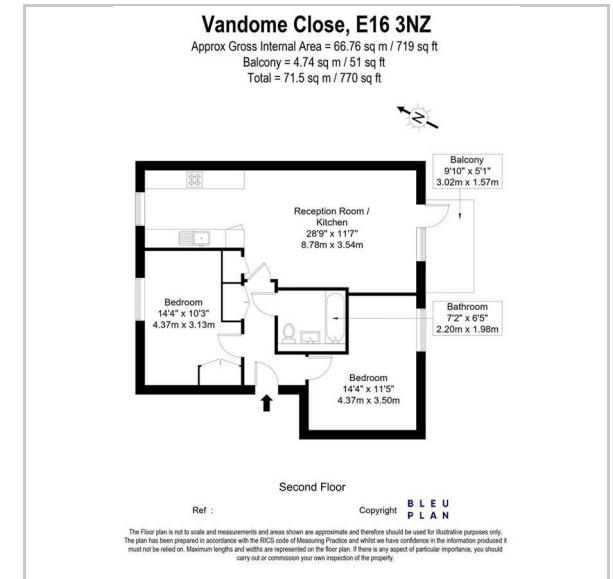 Vandome Close, E16 3NZ
Approx Gross Internal Area = 66.76 sq m / 719 sq ft
Balcony = 4.74 sq m / 51 sq ft
Total = 71.5 sq m / 770 sq ft
N
Balcony
9'10" x 5'1"
3.02m x 1.57m
Reception Room /
Kitchen
28'9" x 11'7"
8.78m x 3.54m
Bedroom
14'4" x 10'3"
4.37m x 3.13m
Bathroom
7'2" x 6'5"
2.20m x 1.98m
Bedroom
14'4" x 11'5"
4.37m x 3.50m
Second Floor
Ref :
Copyright
BLEU
PLAN
The Floor plan is not to scale and measurements and areas shown are approximate and therefore should be used for illustrative purposes only.
The plan has been prepared in accordance with the RICS code of Measuring Practice and whilst we have confidence in the information produced it
must not be relied on. Maximum lengths and widths are represented on the floor plan. If there is any aspect of particular importance, you should
carry out or commission your own inspection of the property.